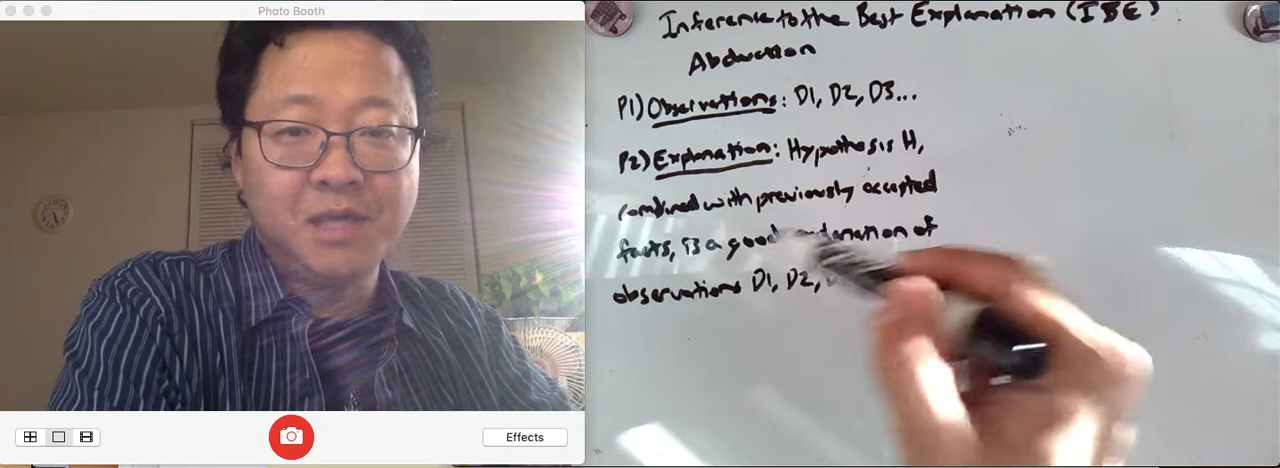 Photo Booth
Effects
Inference to the Best Explanation (IBE)
Abduction
P1) Observations: D1, D2, D3...
P2) Explanation: Hypothesis H,
combined with previously accepted
facts, is a good explanation of
observations D1, D2,